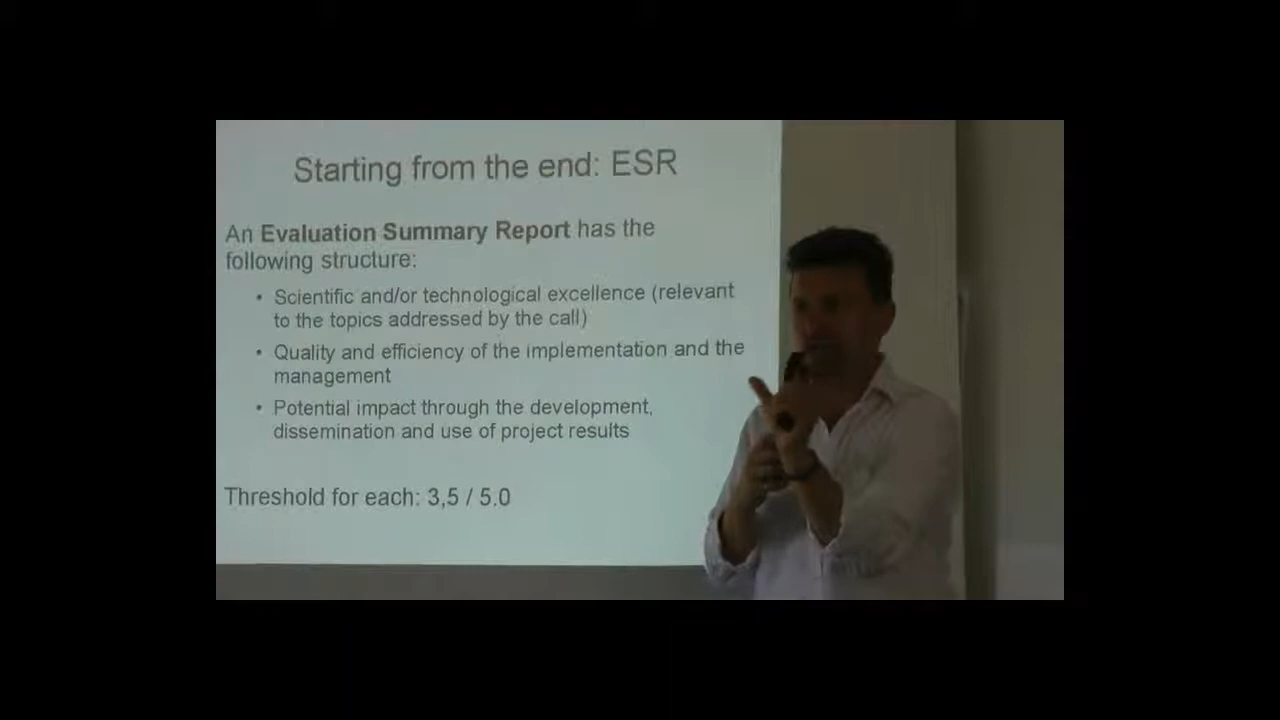 Starting from the end: ESR
An Evaluation Summary Report has the
following structure:
• Scientific and/or technological excellence (relevant
to the topics addressed by the call)
• Quality and efficiency of the implementation and the
management
• Potential impact through the development,
dissemination and use of project results
Threshold for each: 3,5 / 5.0